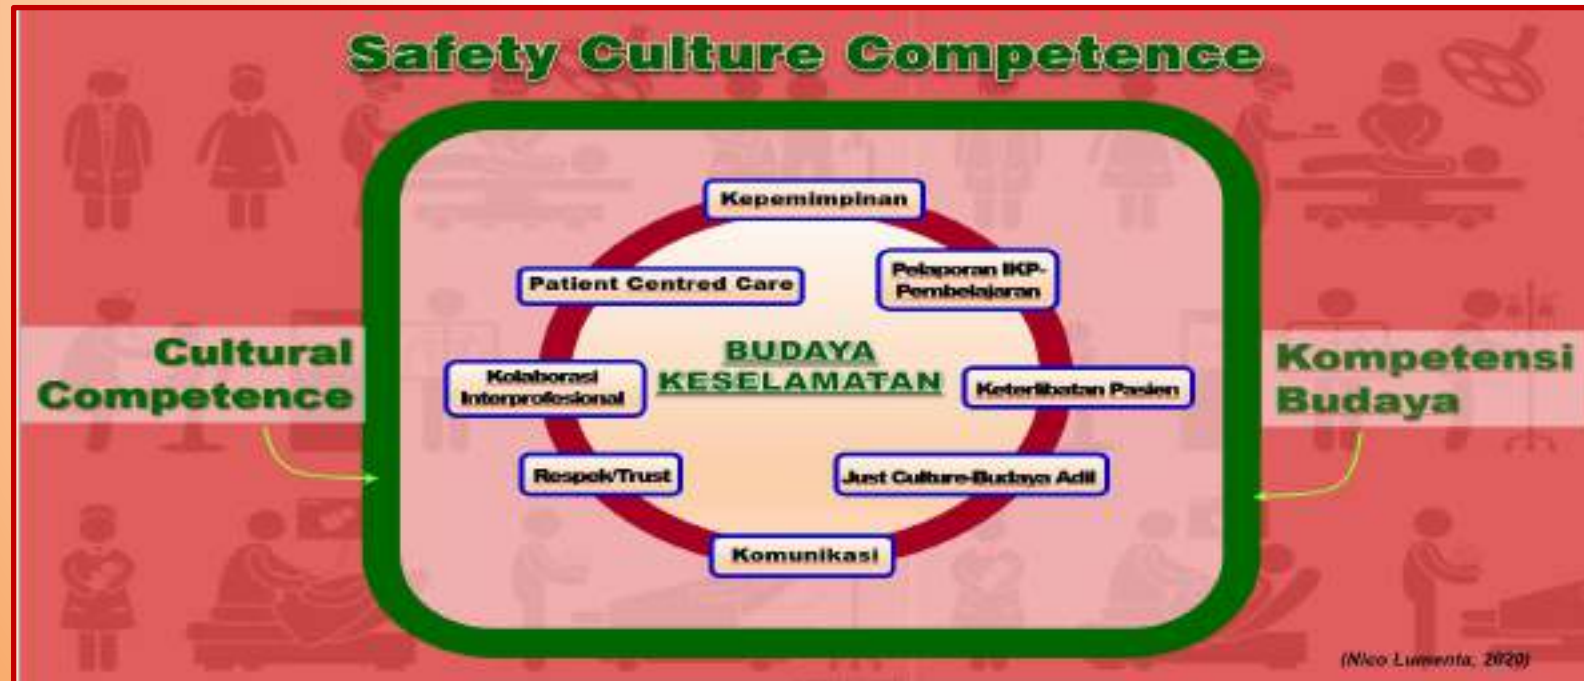 Safety Culture Competence
Kepemimpinan
Pelaporan IKP-
Pembelajaran
Patient Centred Care
BUDAYA
KESELAMATAN
Kolaborasi
Interprofesional
Keterlibatan Pasien
Respek/Trust
Just Culture-Budaya Adil
Komunikasi
Cultural
Competence
Kompetensi
Budaya
(Nico Lumenta, 2020)